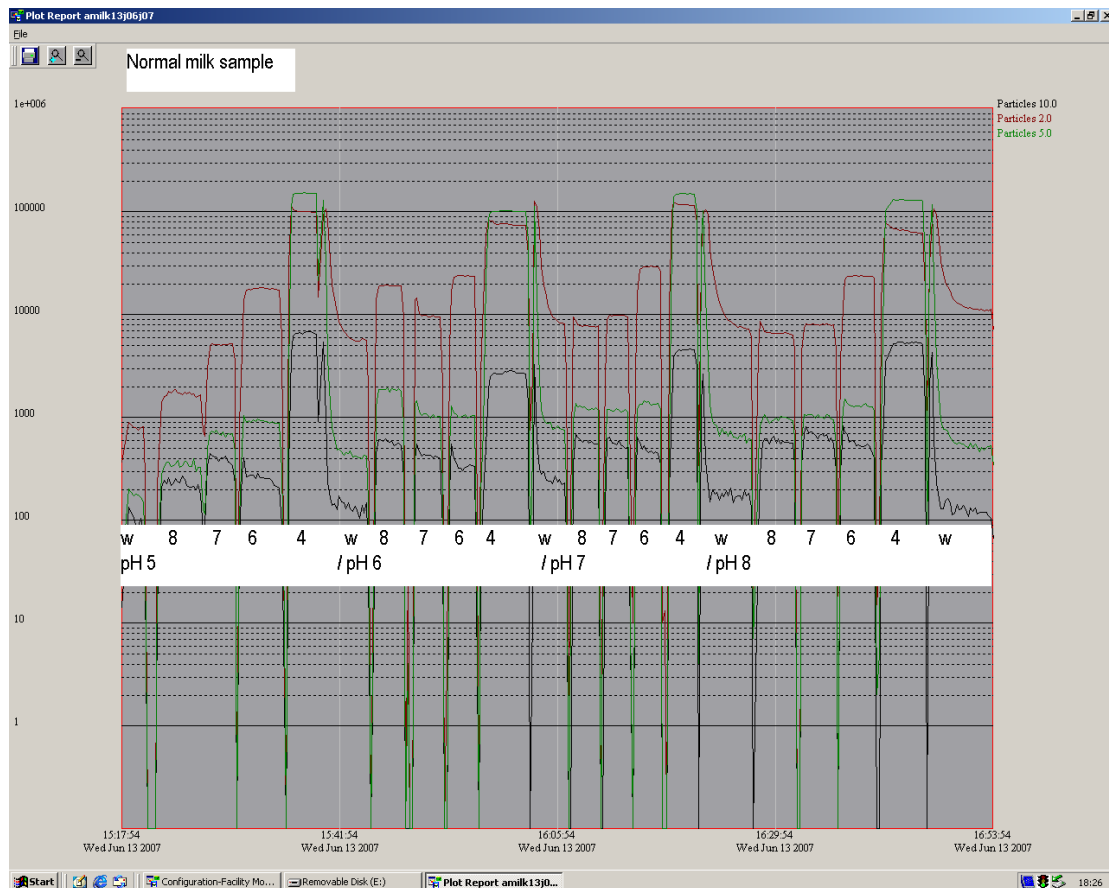 Plot Report amilk13j06j07
File
Normal milk sample
1e+006
100000
10000
1000
100
10
1
Particles 10.0
Particles 2.0
Particles 5.0
w 8 7 6 4 w 8 7 6 4 w 8 7 6 4 w 8 7 6 4 w
pH 5 / pH 6 / pH 7 / pH 8
15:17:54 15:41:54 16:05:54 16:29:54 16:53:54
Wed Jun 13 2007 Wed Jun 13 2007 Wed Jun 13 2007 Wed Jun 13 2007 Wed Jun 13 2007
Start Configuration-Facility Mo... Removable Disk (E:) Plot Report amilk13j0... 18:26